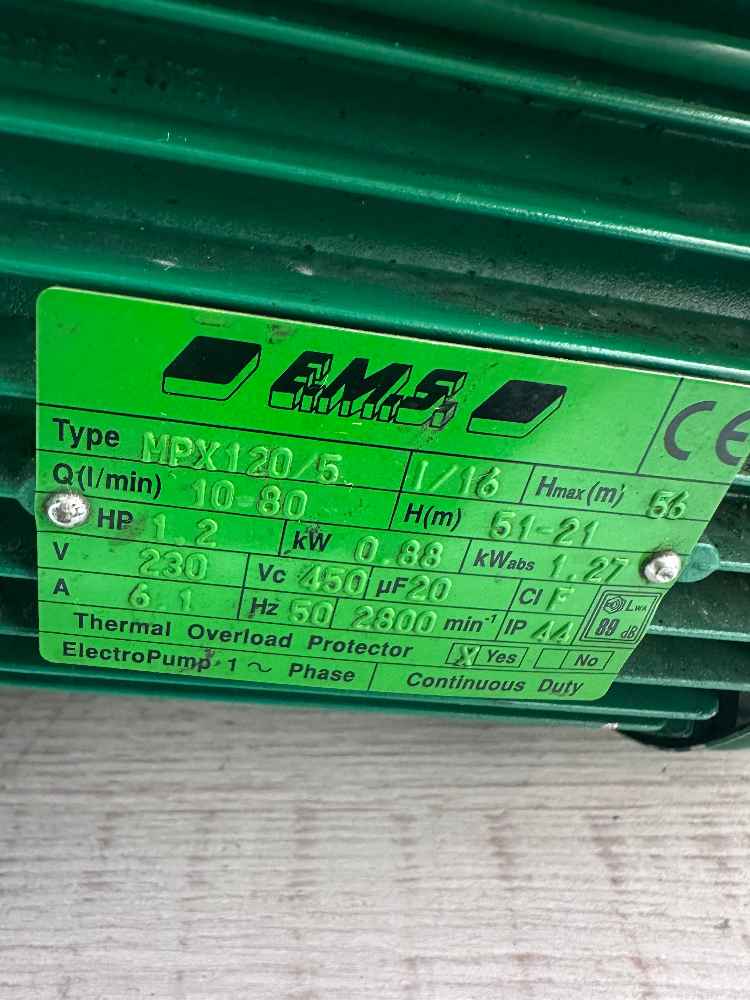 E.M.S.
CE
Type MPX120/5 I/16 Hmax(m) 56
Q(l/min) 10-80 H(m) 51-21
HP 1.2 kW 0.88 kWabs 1.27
V 230 Vc 450 µF 20 Cl F
A 6.1 Hz 50 2800 min-1 IP 44 LWA 89 dB
Thermal Overload Protector X Yes No
ElectroPump 1 ~ Phase Continuous Duty